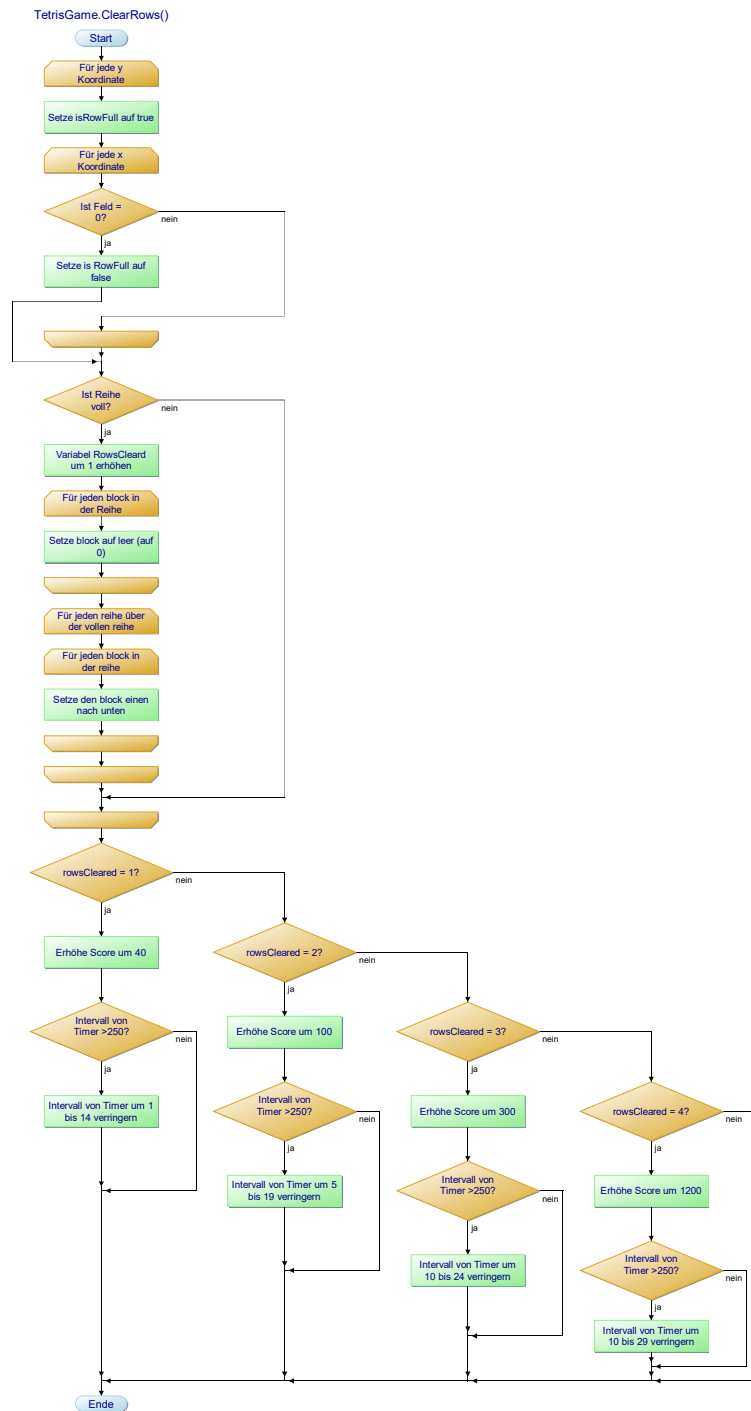 TetrisGame.ClearRows()
Start
Für jede y
Koordinate
Setze isRowFull auf true
Für jede x
Koordinate
Ist Feld =
0?
nein
ja
Setze is RowFull auf
false
Ist Reihe
voll?
nein
ja
Variabel RowsCleard
um 1 erhöhen
Für jeden block in
der Reihe
Setze block auf leer (auf
0)
Für jeden reihe über
der vollen reihe
Für jeden block in
der reihe
Setze den block einen
nach unten
rowsCleared = 1?
nein
ja
Erhöhe Score um 40
Intervall von
Timer >250?
nein
ja
Intervall von Timer um 1
bis 14 verringern
rowsCleared = 2?
nein
ja
Erhöhe Score um 100
Intervall von
Timer >250?
nein
ja
Intervall von Timer um 5
bis 19 verringern
rowsCleared = 3?
nein
ja
Erhöhe Score um 300
Intervall von
Timer >250?
nein
ja
Intervall von Timer um
10 bis 24 verringern
rowsCleared = 4?
nein
ja
Erhöhe Score um 1200
Intervall von
Timer >250?
nein
ja
Intervall von Timer um
10 bis 29 verringern
Ende